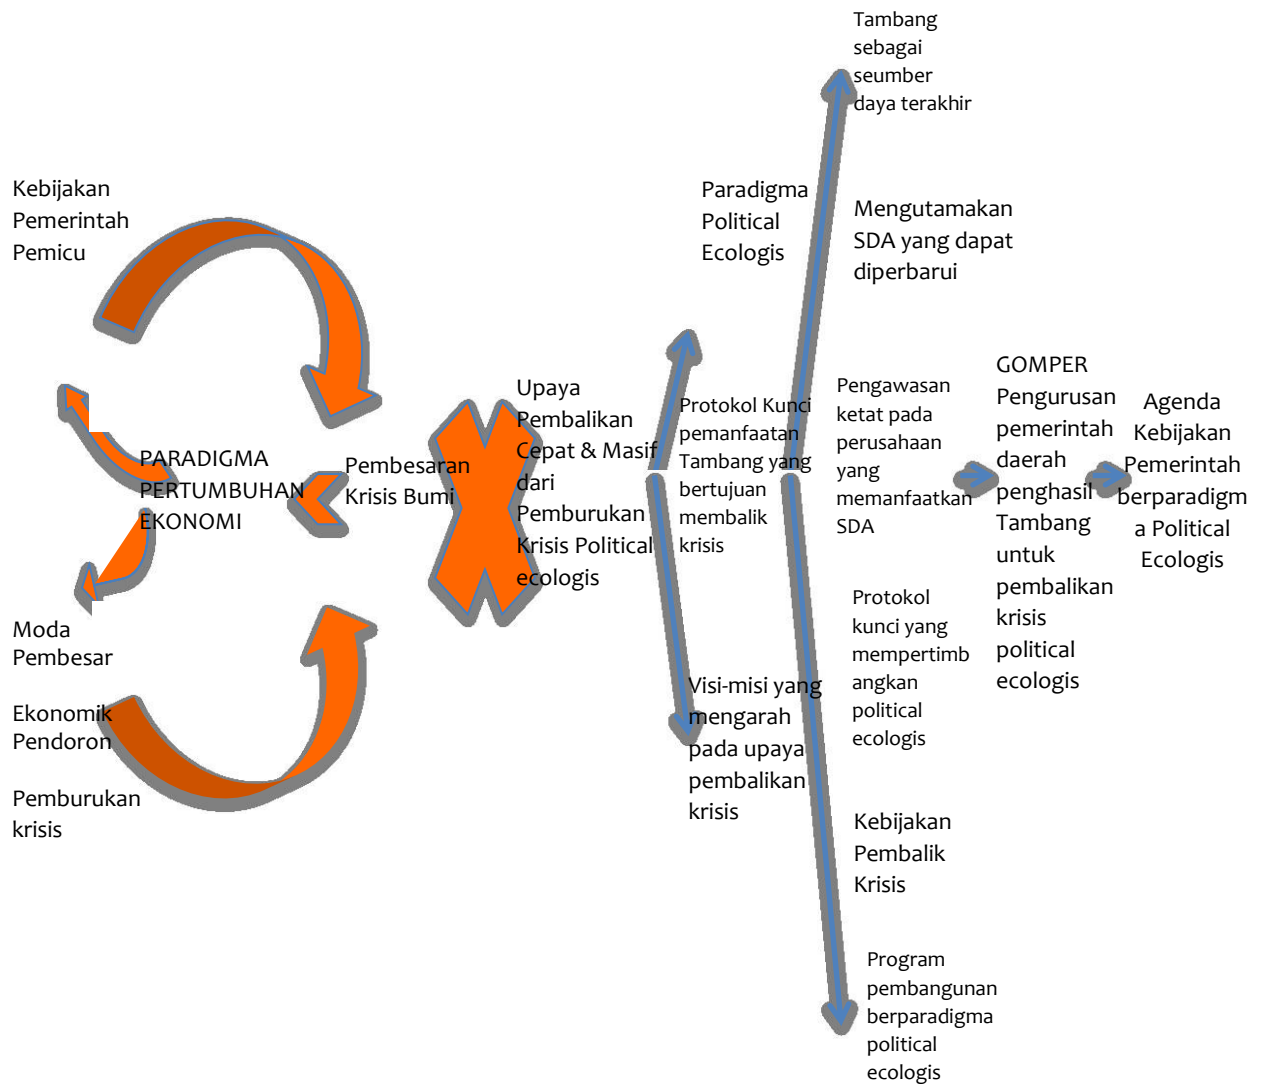 Kebijakan
Pemerintah
Pemicu
PARADIGMA
PERTUMBUHAN
EKONOMI
Moda
Pembesar
Ekonomik
Pendoron
Pemburukan
krisis
Pembesaran
Krisis Bumi
Upaya
Pembalikan
Cepat & Masif
dari
Pemburukan
Krisis Political
ecologis
Paradigma
Political
Ecologis
Protokol Kunci
pemanfaatan
Tambang yang
bertujuan
membalik
krisis
Visi-misi yang
mengarah
pada upaya
pembalikan
krisis
Tambang
sebagai
seumber
daya terakhir
Mengutamakan
SDA yang dapat
diperbarui
Pengawasan
ketat pada
perusahaan
yang
memanfaatkan
SDA
Protokol
kunci yang
mempertimb
angkan
political
ecologis
Kebijakan
Pembalik
Krisis
Program
pembangunan
berparadigma
political
ecologis
GOMPER
Pengurusan
pemerintah
daerah
penghasil
Tambang
untuk
pembalikan
krisis
political
ecologis
Agenda
Kebijakan
Pemerintah
berparadigm
a Political
Ecologis